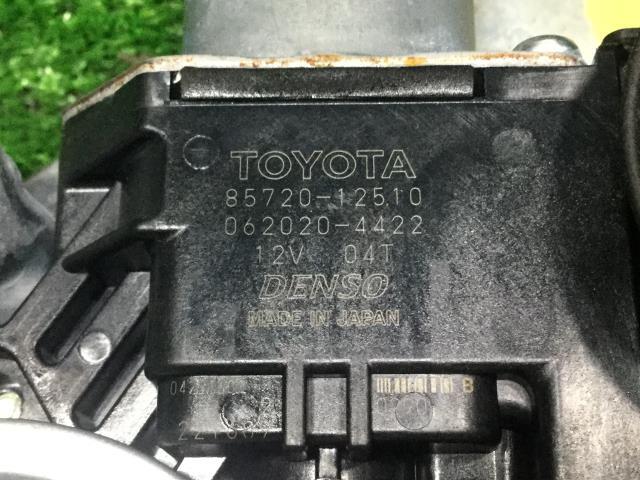 TOYOTA
85720-12510
062020-4422
12V 04T
DENSO
MADE IN JAPAN
B